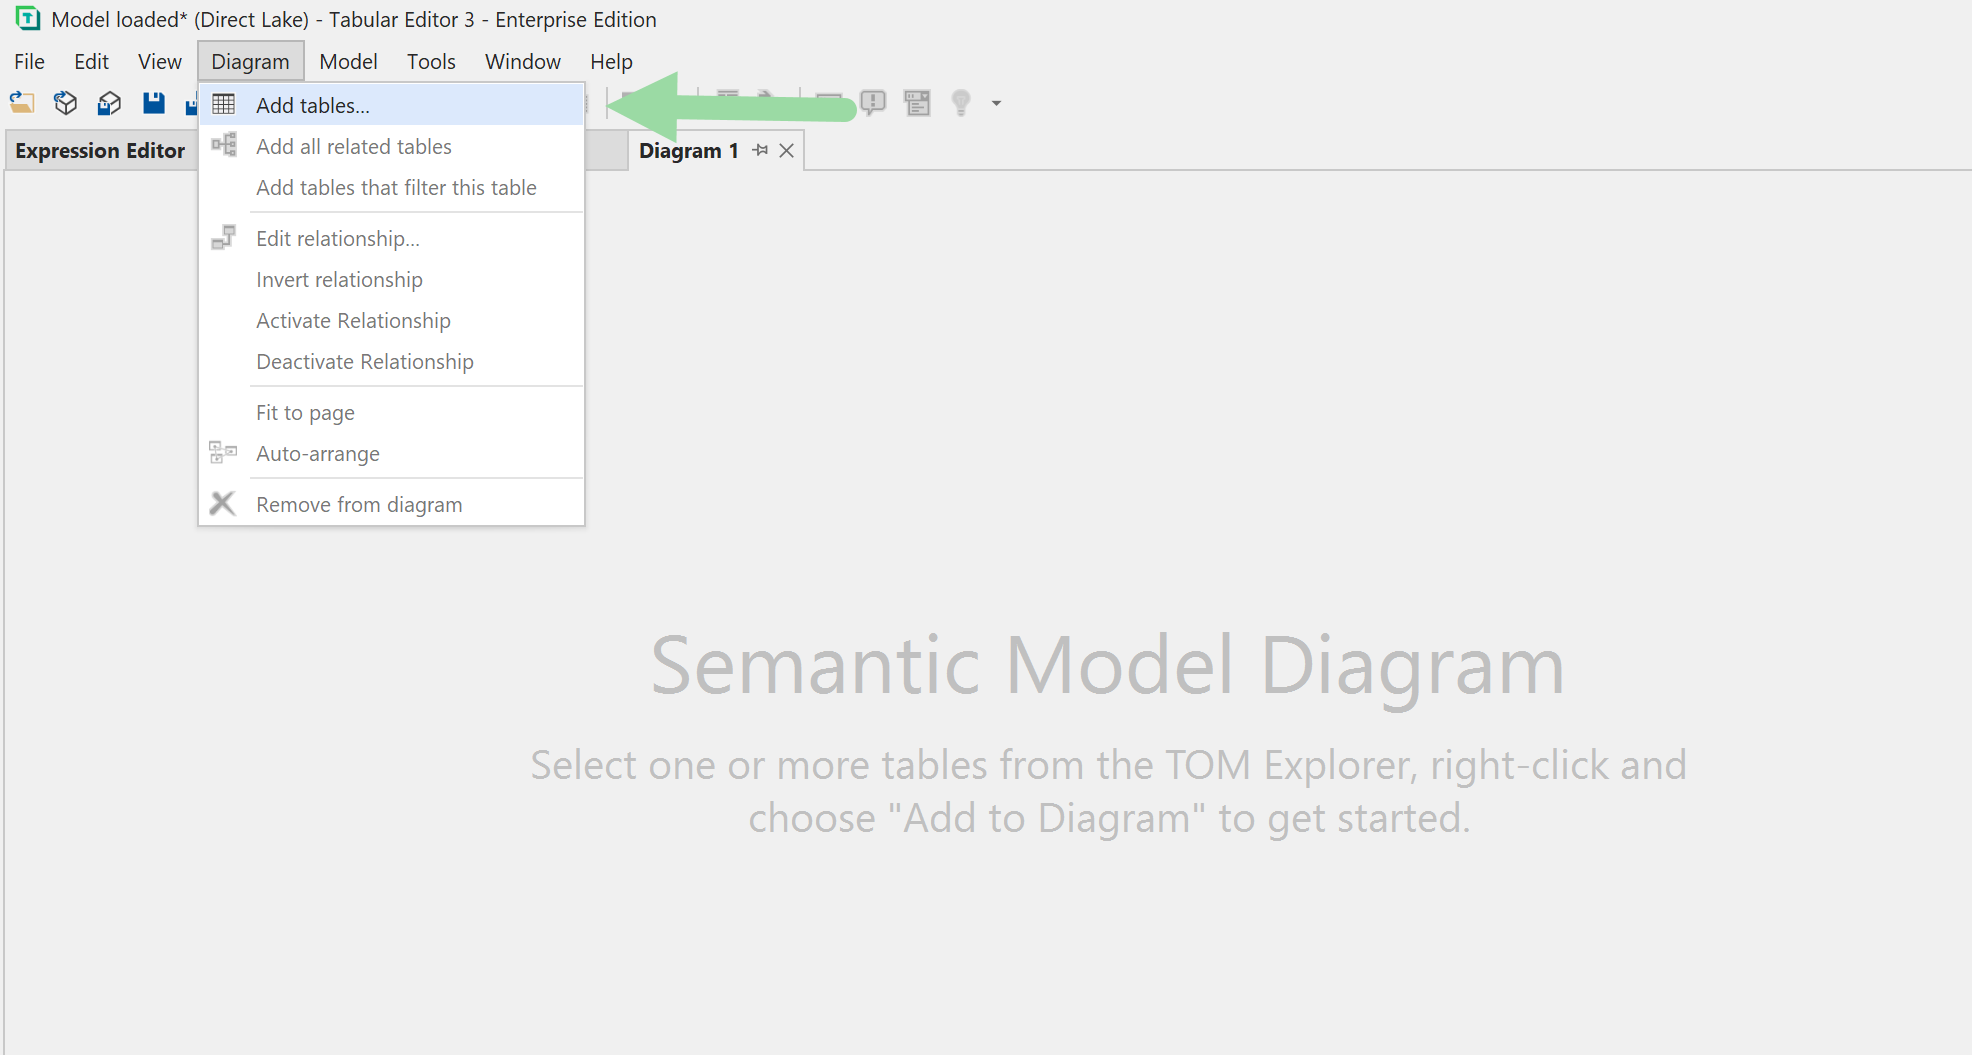 Model loaded* (Direct Lake) - Tabular Editor 3 - Enterprise Edition
File Edit View Diagram Model Tools Window Help
Add tables...
Expression Editor
Diagram 1
Add all related tables
Add tables that filter this table
Edit relationship...
Invert relationship
Activate Relationship
Deactivate Relationship
Fit to page
Auto-arrange
Remove from diagram
Semantic Model Diagram
Select one or more tables from the TOM Explorer, right-click and
choose "Add to Diagram" to get started.